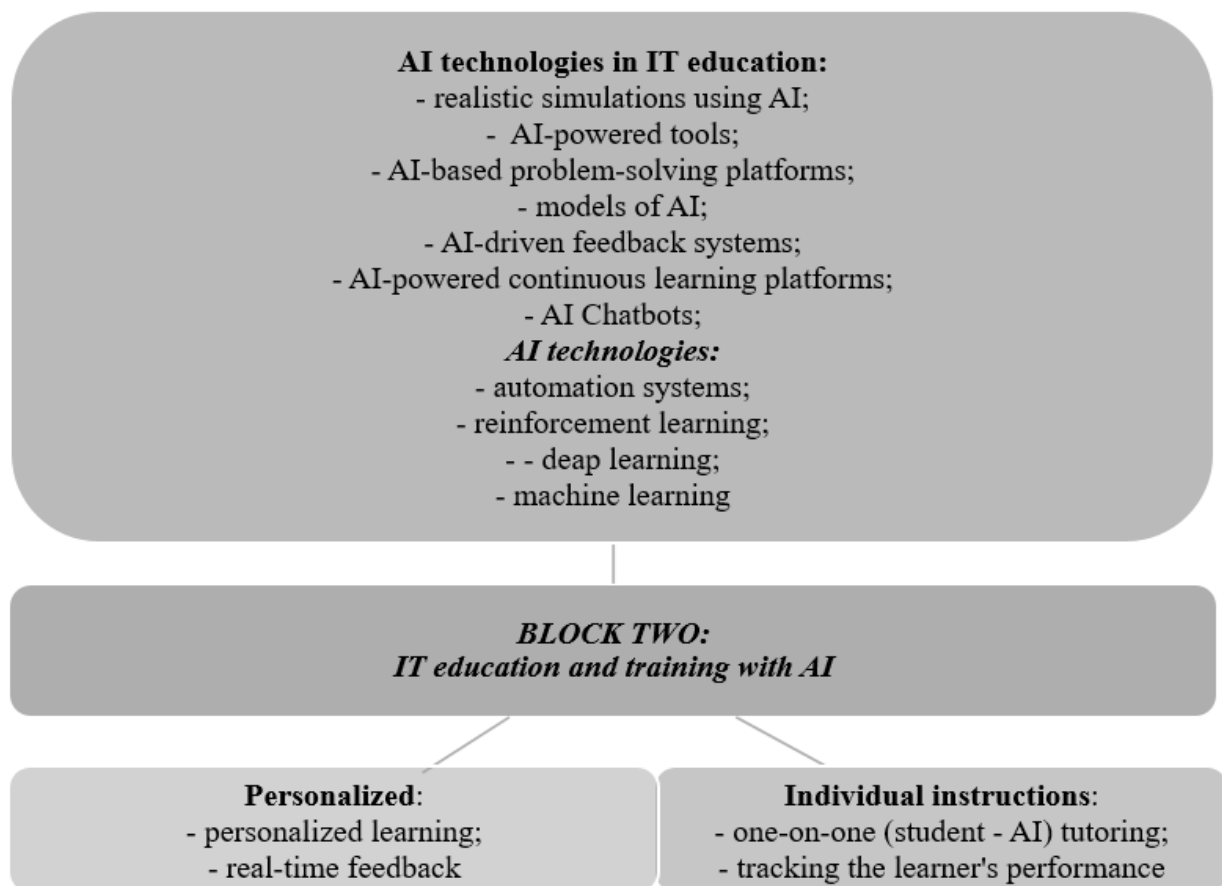 AI technologies in IT education:
- realistic simulations using AI;
- AI-powered tools;
- AI-based problem-solving platforms;
- models of AI;
- AI-driven feedback systems;
- AI-powered continuous learning platforms;
- AI Chatbots;
AI technologies:
- automation systems;
- reinforcement learning;
- - deap learning;
- machine learning
BLOCK TWO:
IT education and training with AI
Personalized:
- personalized learning;
- real-time feedback
Individual instructions:
- one-on-one (student - AI) tutoring;
- tracking the learner's performance